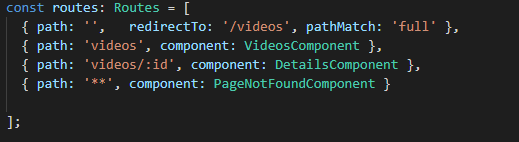 const routes: Routes = [
{ path: '',   redirectTo: '/videos', pathMatch: 'full' },
{ path: 'videos', component: VideosComponent },
{ path: 'videos/:id', component: DetailsComponent },
{ path: '**', component: PageNotFoundComponent }
];